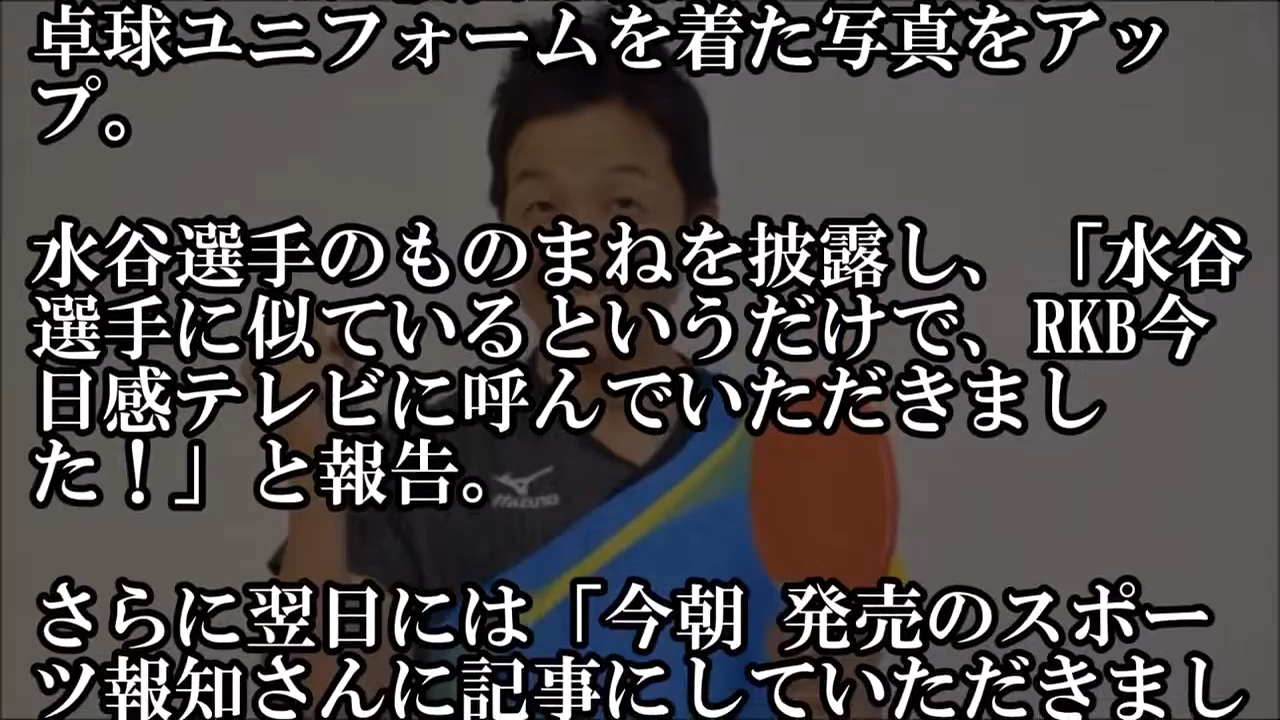 卓球ユニフォームを着た写真をアッ
プ。
水谷選手のものまねを披露し、「水谷
選手に似ているというだけで、RKB今
日感テレビに呼んでいただきまし
た！」と報告。
MIZUNO
さらに翌日には「今朝 発売のスポー
ツ報知さんに記事にしていただきまし